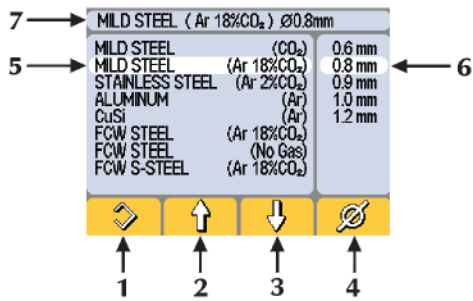 7 MILD STEEL ( Ar 18%CO₂ ) Ø0.8mm
MILD STEEL (CO₂) 0.6 mm
5 MILD STEEL (Ar 18%CO₂) 0.8 mm 6
STAINLESS STEEL (Ar 2%CO₂) 0.9 mm
ALUMINUM (Ar) 1.0 mm
CuSi (Ar) 1.2 mm
FCW STEEL (Ar 18%CO₂)
FCW STEEL (No Gas)
FCW S-STEEL (Ar 18%CO₂)
1 2 3 4